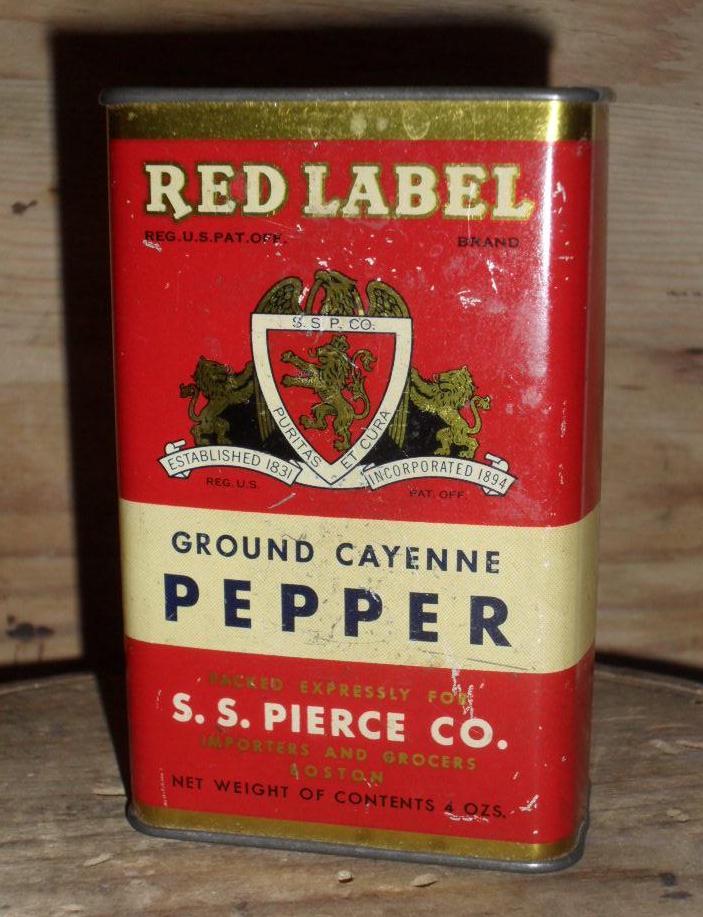 RED LABEL
REG.U.S.PAT.OFF. BRAND
S. S. P. CO.
PURITAS ET CURA
ESTABLISHED 1831 INCORPORATED 1894
REG. U.S. PAT. OFF.
GROUND CAYENNE
PEPPER
PACKED EXPRESSLY FOR
S. S. PIERCE CO.
IMPORTERS AND GROCERS
BOSTON
NET WEIGHT OF CONTENTS 4 OZS.